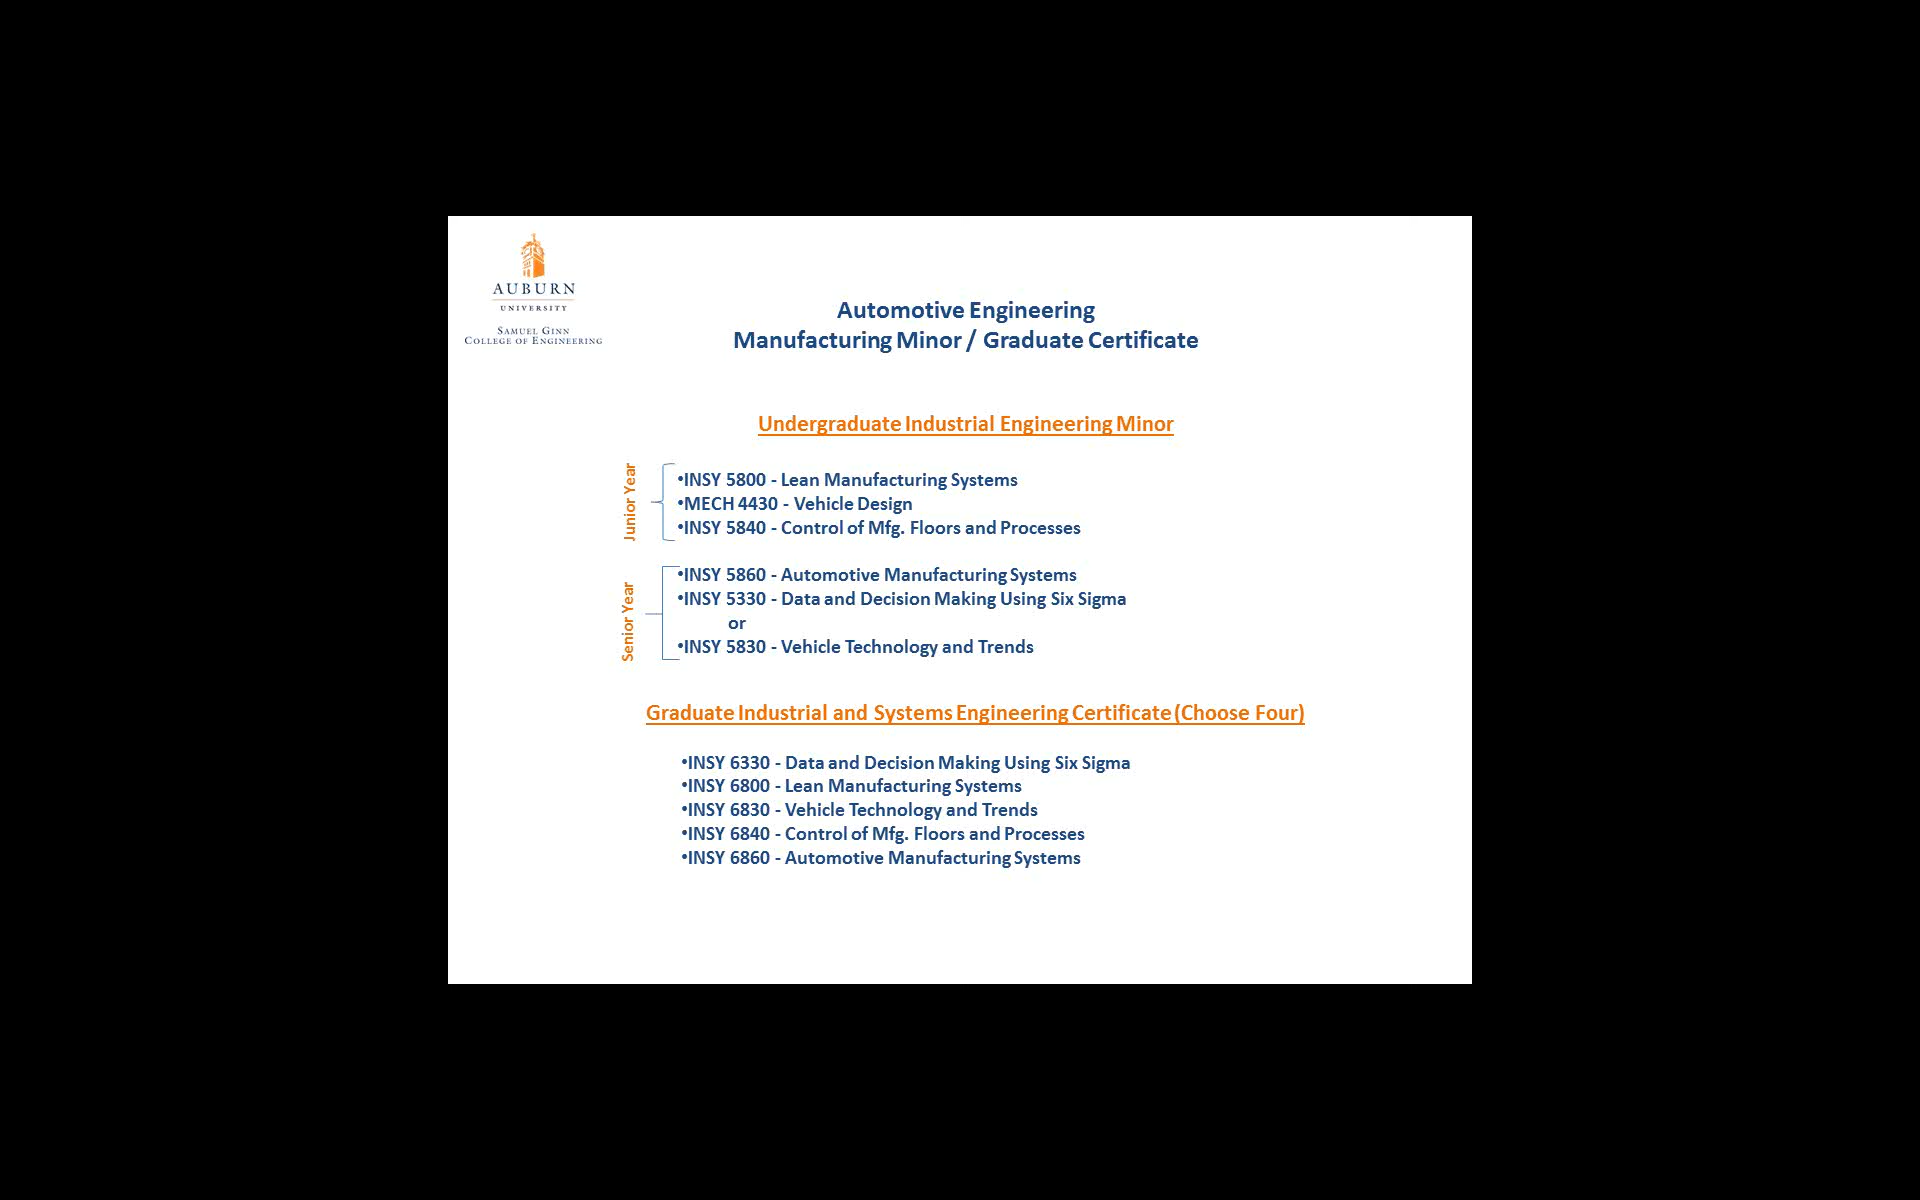 AUBURN
UNIVERSITY
SAMUEL GINN
COLLEGE OF ENGINEERING
Automotive Engineering
Manufacturing Minor / Graduate Certificate
Undergraduate Industrial Engineering Minor
Junior Year
•INSY 5800 - Lean Manufacturing Systems
•MECH 4430 - Vehicle Design
•INSY 5840 - Control of Mfg. Floors and Processes
Senior Year
•INSY 5860 - Automotive Manufacturing Systems
•INSY 5330 - Data and Decision Making Using Six Sigma
or
•INSY 5830 - Vehicle Technology and Trends
Graduate Industrial and Systems Engineering Certificate (Choose Four)
•INSY 6330 - Data and Decision Making Using Six Sigma
•INSY 6800 - Lean Manufacturing Systems
•INSY 6830 - Vehicle Technology and Trends
•INSY 6840 - Control of Mfg. Floors and Processes
•INSY 6860 - Automotive Manufacturing Systems